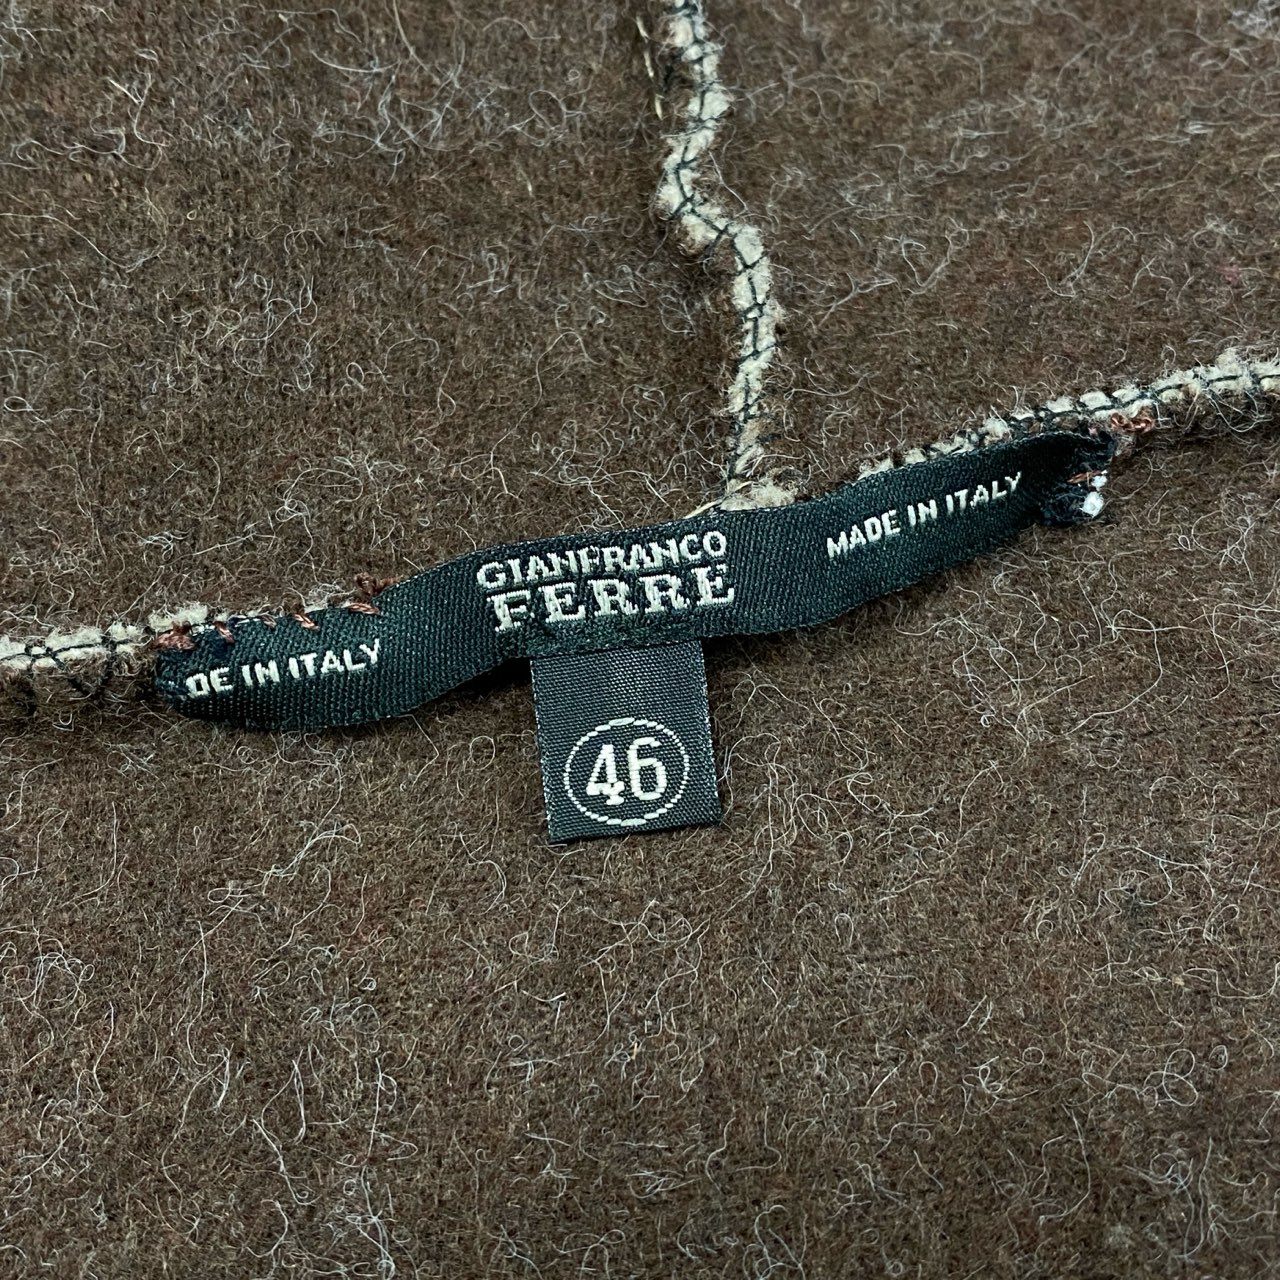 GIANFRANCO
FERRE
MADE IN ITALY
DE IN ITALY
46